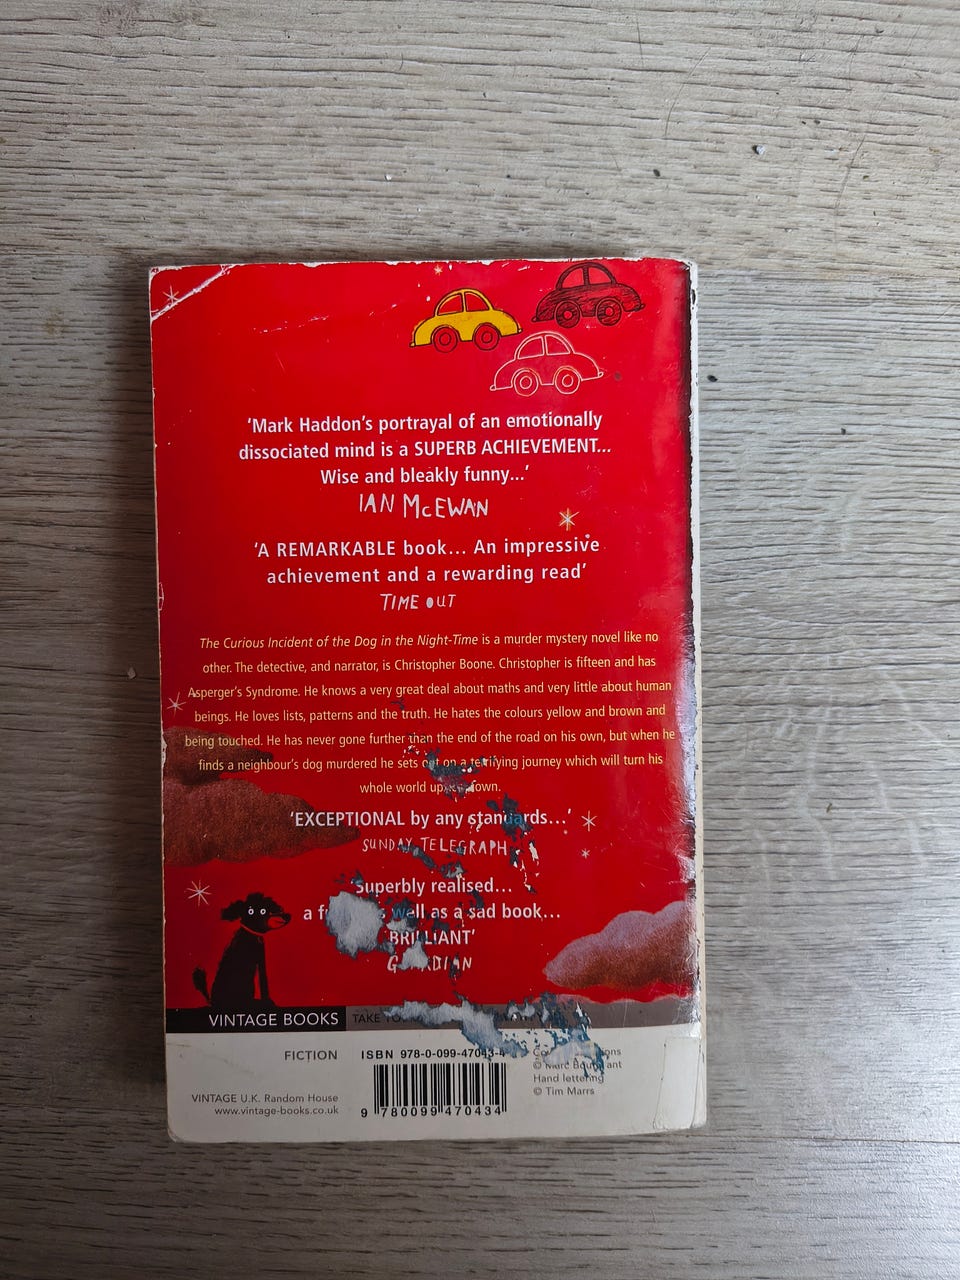 'Mark Haddon's portrayal of an emotionally
dissociated mind is a SUPERB ACHIEVEMENT...
Wise and bleakly funny...'
IAN McEWAN
'A REMARKABLE book... An impressive
achievement and a rewarding read'
TIME OUT
The Curious Incident of the Dog in the Night-Time is a murder mystery novel like no
other. The detective, and narrator, is Christopher Boone. Christopher is fifteen and has
Asperger's Syndrome. He knows a very great deal about maths and very little about human
beings. He loves lists, patterns and the truth. He hates the colours yellow and brown and
being touched. He has never gone further than the end of the road on his own, but when he
finds a neighbour's dog murdered he sets out on a terrifying journey which will turn his
whole world down.
'EXCEPTIONAL by any standards...'
SUNDAY TELEGRAPH
'Superbly realised...
a well as a sad book...
'BRILLIANT'
GUARDIAN
VINTAGE BOOKS TAKE
FICTION
ISBN 978-0-099-47043-4
9 780099 470434
VINTAGE U.K. Random House
www.vintage-books.co.uk
© Marc
Hand lettering
© Tim Marrs